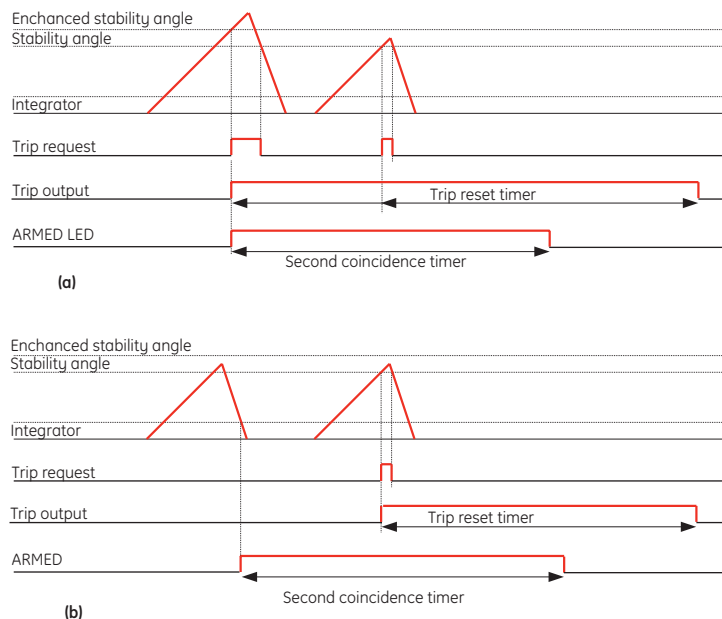 Enchanced stability angle
Stability angle
Integrator
Trip request
Trip output
Trip reset timer
ARMED LED
Second coincidence timer
(a)
Enchanced stability angle
Stability angle
Integrator
Trip request
Trip output
Trip reset timer
ARMED
Second coincidence timer
(b)